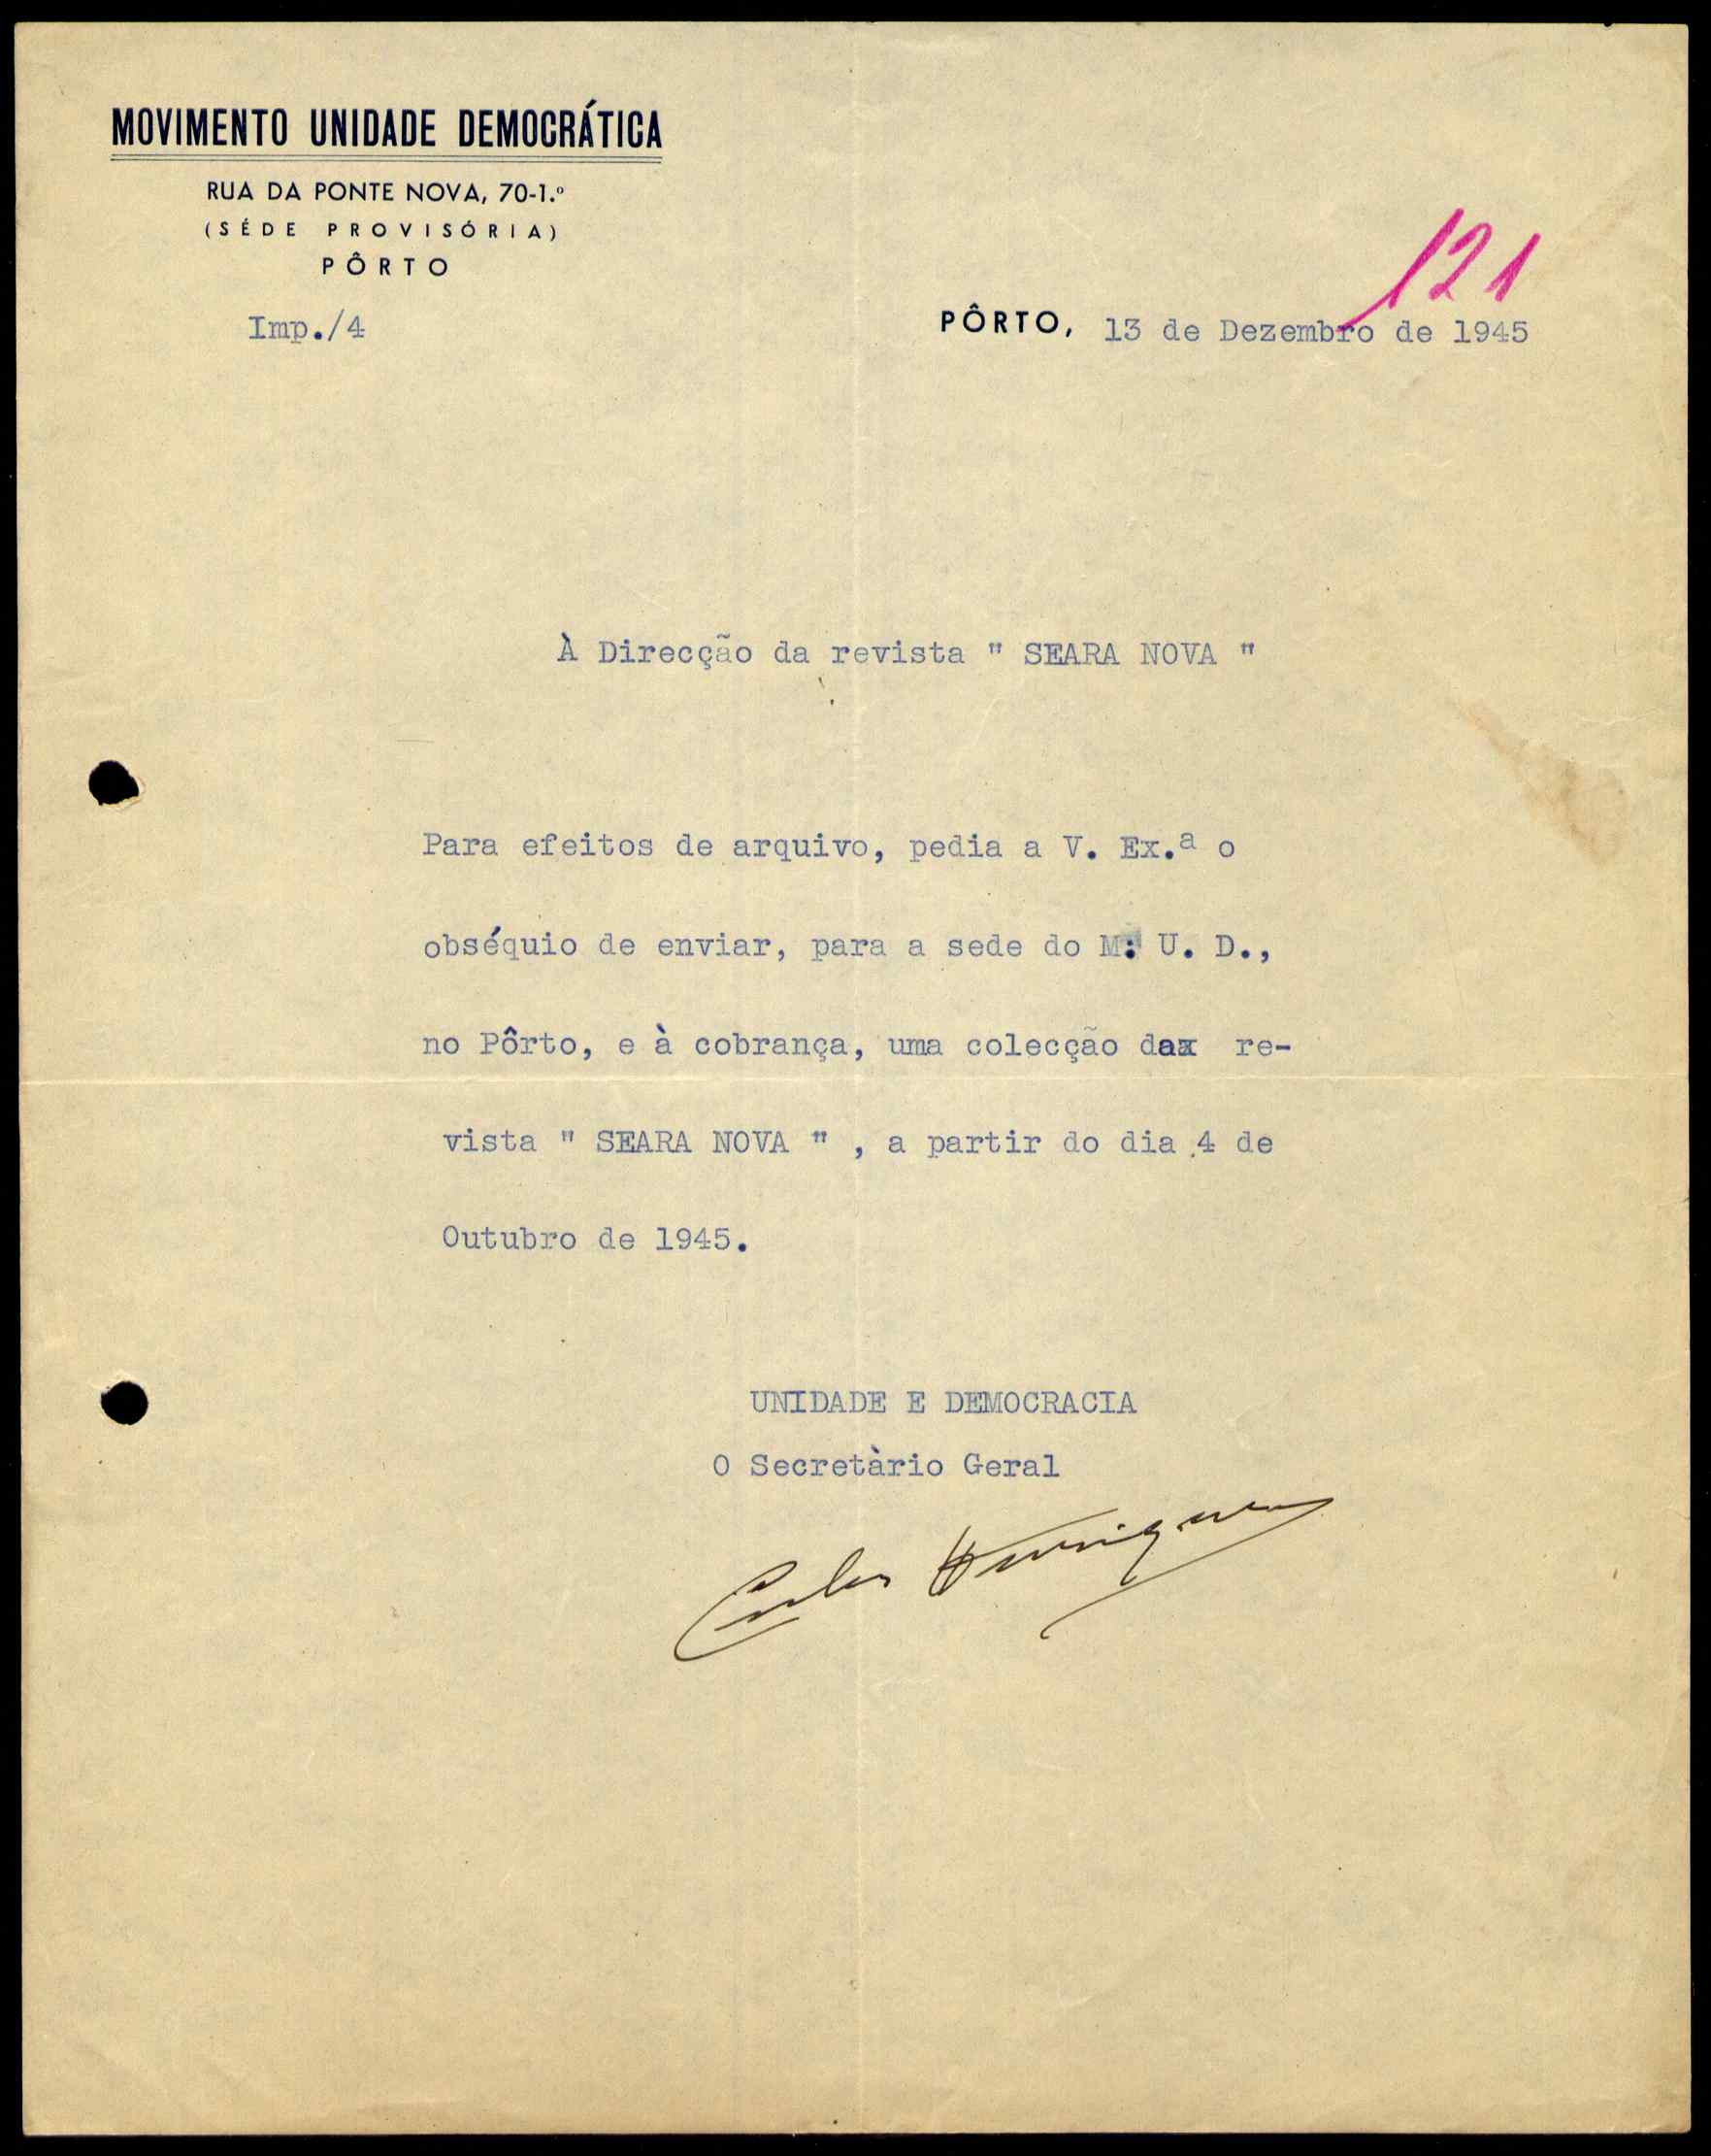 MOVIMENTO UNIDADE DEMOCRÁTICA
RUA DA PONTE NOVA, 70-1.º
(SÉDE PROVISÓRIA)
PÔRTO
121
Imp./4
PÔRTO, 13 de Dezembro de 1945
À Direcção da revista " SEARA NOVA "
Para efeitos de arquivo, pedia a V. Ex.ª o
obséquio de enviar, para a sede do M. U. D.,
no Pôrto, e à cobrança, uma colecção dax re-
vista " SEARA NOVA " , a partir do dia 4 de
Outubro de 1945.
UNIDADE E DEMOCRACIA
O Secretàrio Geral
Carlos Henriques